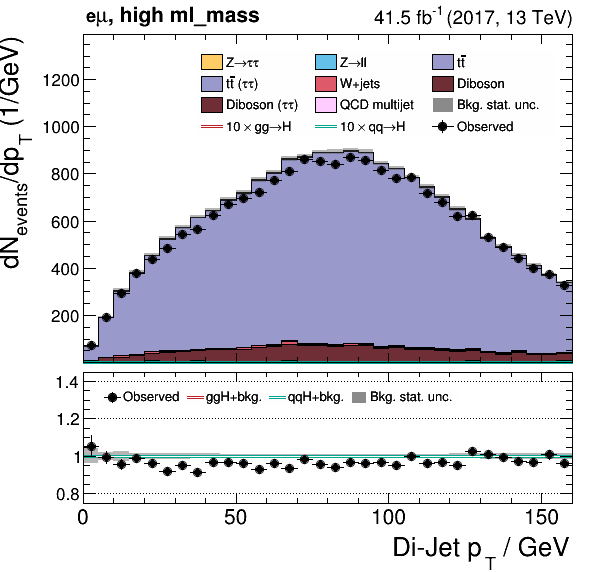 eμ, high ml_mass 41.5 fb⁻¹ (2017, 13 TeV)
dN_events/dp_T (1/GeV)
1200
1000
800
600
400
200
Z→ττ Z→ll tt̄
tt̄ (ττ) W+jets Diboson
Diboson (ττ) QCD multijet Bkg. stat. unc.
10 × gg→H 10 × qq→H Observed
1.4
1.2
1
0.8
Observed ggH+bkg. qqH+bkg. Bkg. stat. unc.
0 50 100 150
Di-Jet p_T / GeV